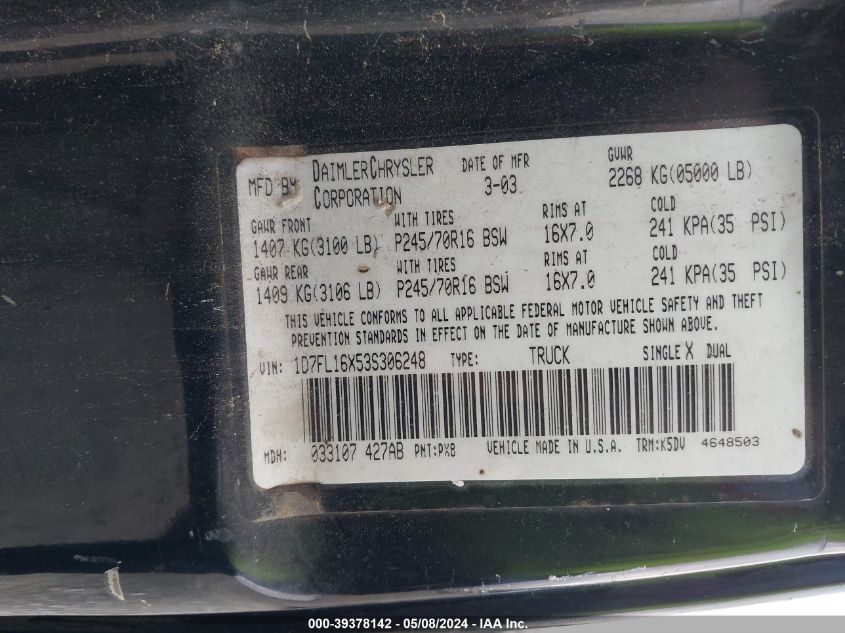 MFD BY DAIMLERCHRYSLER CORPORATION DATE OF MFR 3-03 GVWR 2268 KG(05000 LB)
GAWR FRONT WITH TIRES RIMS AT COLD
1407 KG(3100 LB) P245/70R16 BSW 16X7.0 241 KPA(35 PSI)
GAWR REAR WITH TIRES RIMS AT COLD
1409 KG(3106 LB) P245/70R16 BSW 16X7.0 241 KPA(35 PSI)
THIS VEHICLE CONFORMS TO ALL APPLICABLE FEDERAL MOTOR VEHICLE SAFETY AND THEFT
PREVENTION STANDARDS IN EFFECT ON THE DATE OF MANUFACTURE SHOWN ABOVE.
VIN: 1D7FL16X53S306248 TYPE: TRUCK SINGLE X DUAL
MDH: 033107 427AB PNT:PX8 VEHICLE MADE IN U.S.A. TRM:K5DV 4648503
000-39378142 - 05/08/2024 - IAA Inc.